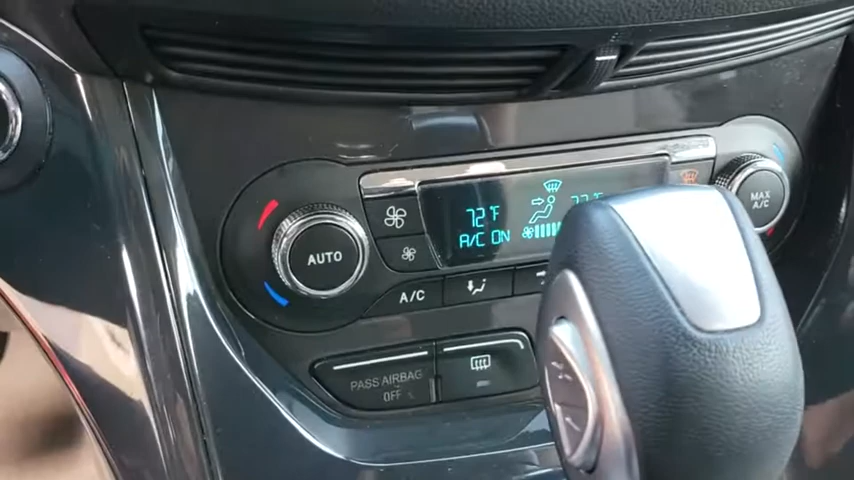 72°F
A/C ON
AUTO
MAX
A/C
A/C
PASS AIRBAG
OFF